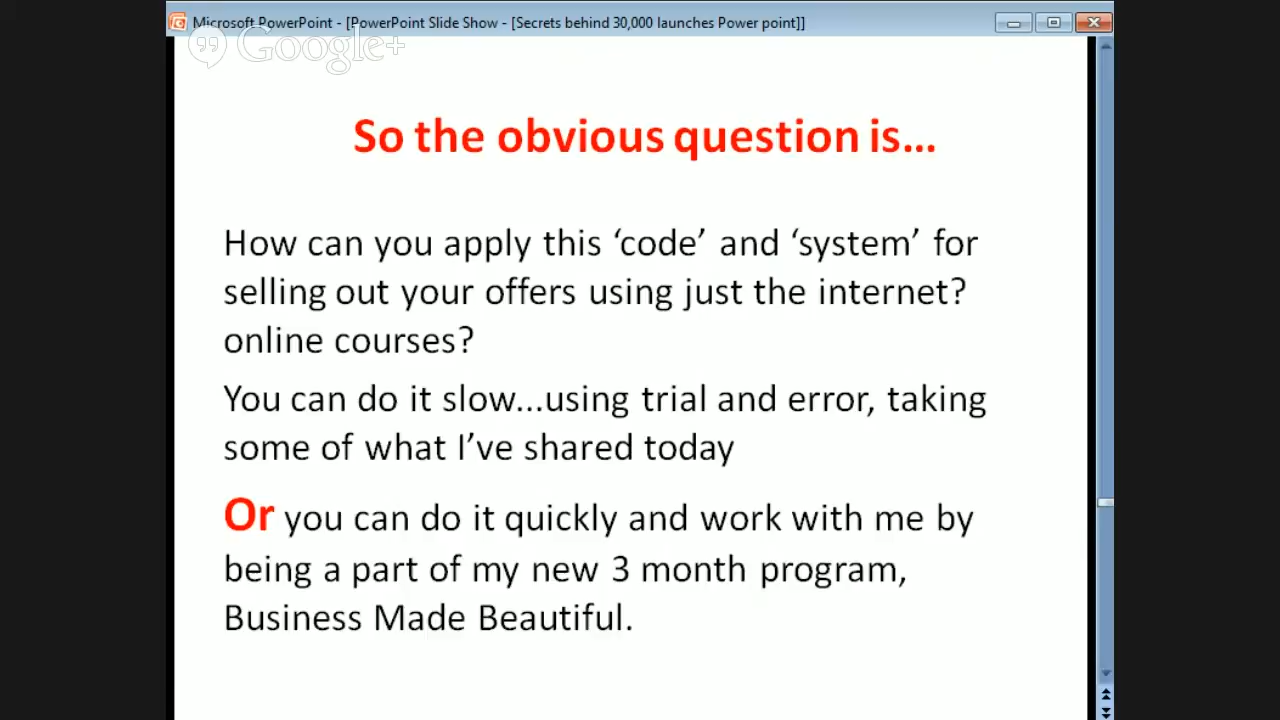 Microsoft PowerPoint - [PowerPoint Slide Show - [Secrets behind 30,000 launches Power point]]
Google+
So the obvious question is...
How can you apply this ‘code’ and ‘system’ for
selling out your offers using just the internet?
online courses?
You can do it slow...using trial and error, taking
some of what I’ve shared today
Or you can do it quickly and work with me by
being a part of my new 3 month program,
Business Made Beautiful.